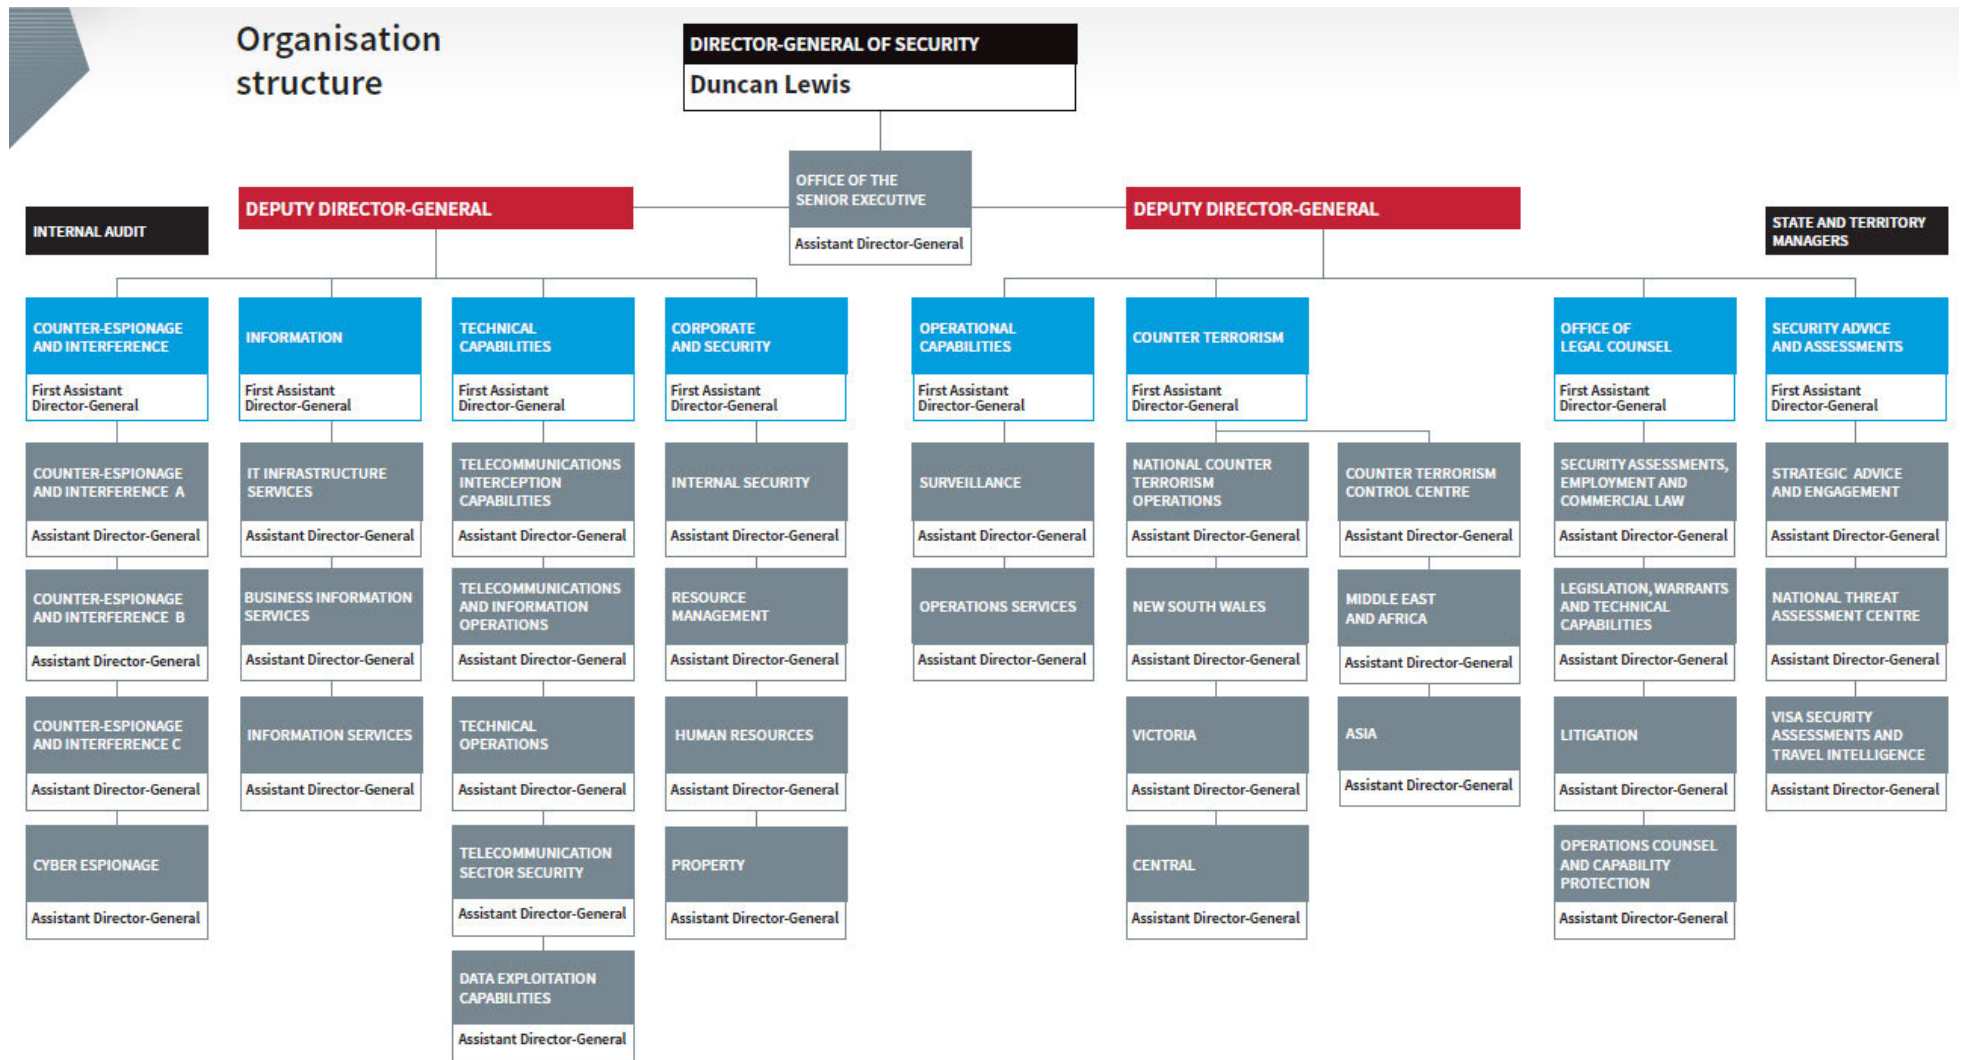 Organisation
structure
DIRECTOR-GENERAL OF SECURITY
Duncan Lewis
OFFICE OF THE
SENIOR EXECUTIVE
Assistant Director-General
DEPUTY DIRECTOR-GENERAL
DEPUTY DIRECTOR-GENERAL
INTERNAL AUDIT
STATE AND TERRITORY
MANAGERS
COUNTER-ESPIONAGE
AND INTERFERENCE
First Assistant
Director-General
COUNTER-ESPIONAGE
AND INTERFERENCE A
Assistant Director-General
COUNTER-ESPIONAGE
AND INTERFERENCE B
Assistant Director-General
COUNTER-ESPIONAGE
AND INTERFERENCE C
Assistant Director-General
CYBER ESPIONAGE
Assistant Director-General
INFORMATION
First Assistant
Director-General
IT INFRASTRUCTURE
SERVICES
Assistant Director-General
BUSINESS INFORMATION
SERVICES
Assistant Director-General
INFORMATION SERVICES
Assistant Director-General
TECHNICAL
CAPABILITIES
First Assistant
Director-General
TELECOMMUNICATIONS
INTERCEPTION
CAPABILITIES
Assistant Director-General
TELECOMMUNICATIONS
AND INFORMATION
OPERATIONS
Assistant Director-General
TECHNICAL
OPERATIONS
Assistant Director-General
TELECOMMUNICATION
SECTOR SECURITY
Assistant Director-General
DATA EXPLOITATION
CAPABILITIES
Assistant Director-General
CORPORATE
AND SECURITY
First Assistant
Director-General
INTERNAL SECURITY
Assistant Director-General
RESOURCE
MANAGEMENT
Assistant Director-General
HUMAN RESOURCES
Assistant Director-General
PROPERTY
Assistant Director-General
OPERATIONAL
CAPABILITIES
First Assistant
Director-General
SURVEILLANCE
Assistant Director-General
OPERATIONS SERVICES
Assistant Director-General
COUNTER TERRORISM
First Assistant
Director-General
NATIONAL COUNTER
TERRORISM
OPERATIONS
Assistant Director-General
NEW SOUTH WALES
Assistant Director-General
VICTORIA
Assistant Director-General
CENTRAL
Assistant Director-General
COUNTER TERRORISM
CONTROL CENTRE
Assistant Director-General
MIDDLE EAST
AND AFRICA
Assistant Director-General
ASIA
Assistant Director-General
OFFICE OF
LEGAL COUNSEL
First Assistant
Director-General
SECURITY ASSESSMENTS,
EMPLOYMENT AND
COMMERCIAL LAW
Assistant Director-General
LEGISLATION, WARRANTS
AND TECHNICAL
CAPABILITIES
Assistant Director-General
LITIGATION
Assistant Director-General
OPERATIONS COUNSEL
AND CAPABILITY
PROTECTION
Assistant Director-General
SECURITY ADVICE
AND ASSESSMENTS
First Assistant
Director-General
STRATEGIC ADVICE
AND ENGAGEMENT
Assistant Director-General
NATIONAL THREAT
ASSESSMENT CENTRE
Assistant Director-General
VISA SECURITY
ASSESSMENTS AND
TRAVEL INTELLIGENCE
Assistant Director-General